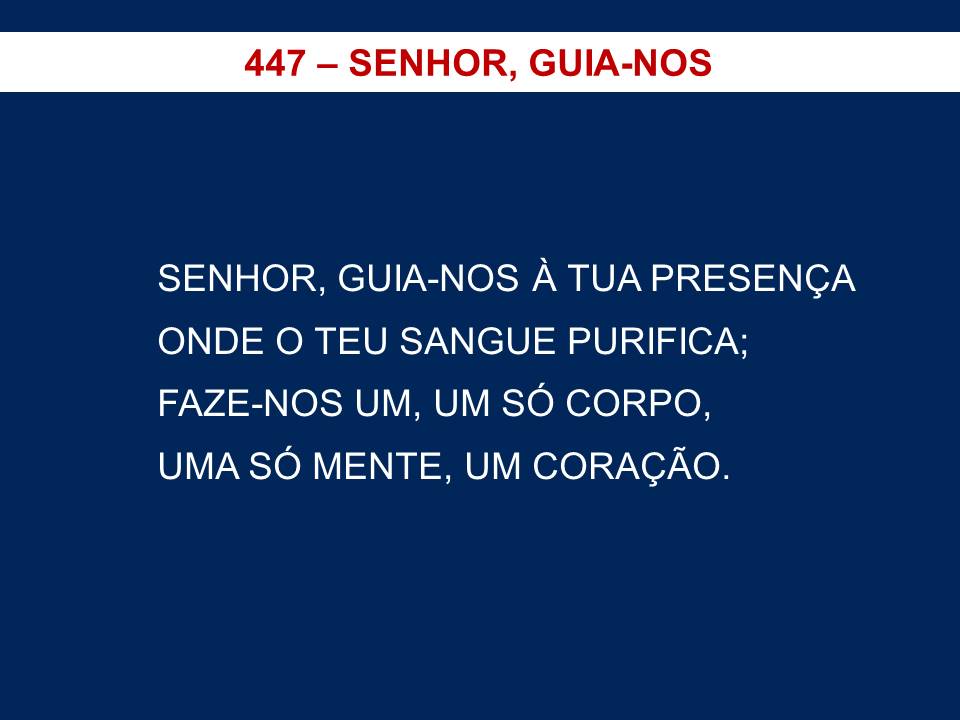 447 – SENHOR, GUIA-NOS
SENHOR, GUIA-NOS À TUA PRESENÇA
ONDE O TEU SANGUE PURIFICA;
FAZE-NOS UM, UM SÓ CORPO,
UMA SÓ MENTE, UM CORAÇÃO.